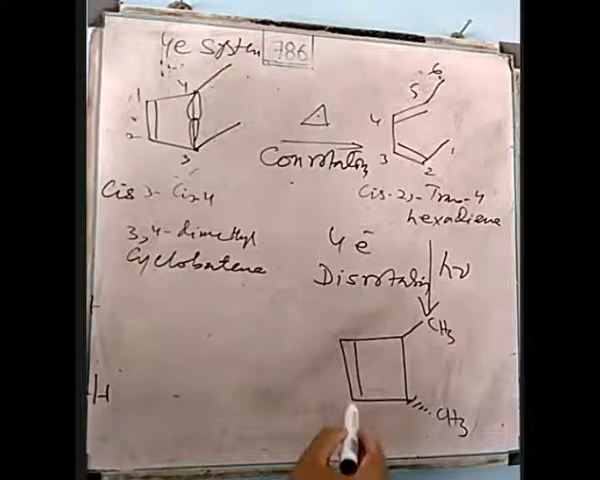 4e System 786
4
1
2
3
6
5
4
3
2
1
Δ
Conrotatory
Cis 3 - Cis 4
3,4-dimethyl
Cyclobutene
Cis-2,-Tran-4
hexadiene
4 e⁻
Disrotatory
hν
CH₃
CH₃
H